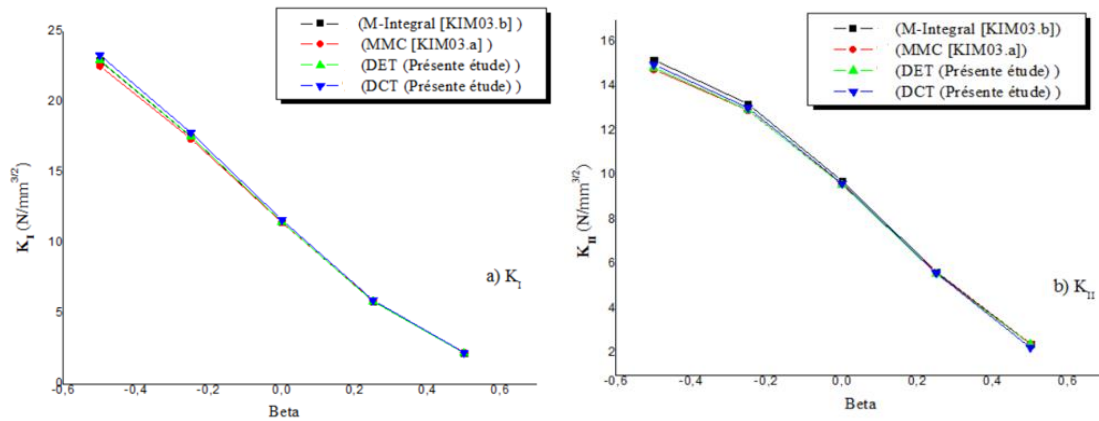 25
20
15
10
5
0
K_I (N/mm^3/2)
(M-Integral [KIM03.b] )
(MMC [KIM03.a] )
(DET (Présente étude) )
(DCT (Présente étude) )
a) K_I
-0,6 -0,4 -0,2 0,0 0,2 0,4 0,6
Beta
16
14
12
10
8
6
4
2
K_II (N/mm^3/2)
(M-Integral [KIM03.b])
(MMC [KIM03.a])
(DET (Présente étude) )
(DCT (Présente étude) )
b) K_II
-0,6 -0,4 -0,2 0,0 0,2 0,4 0,6
Beta